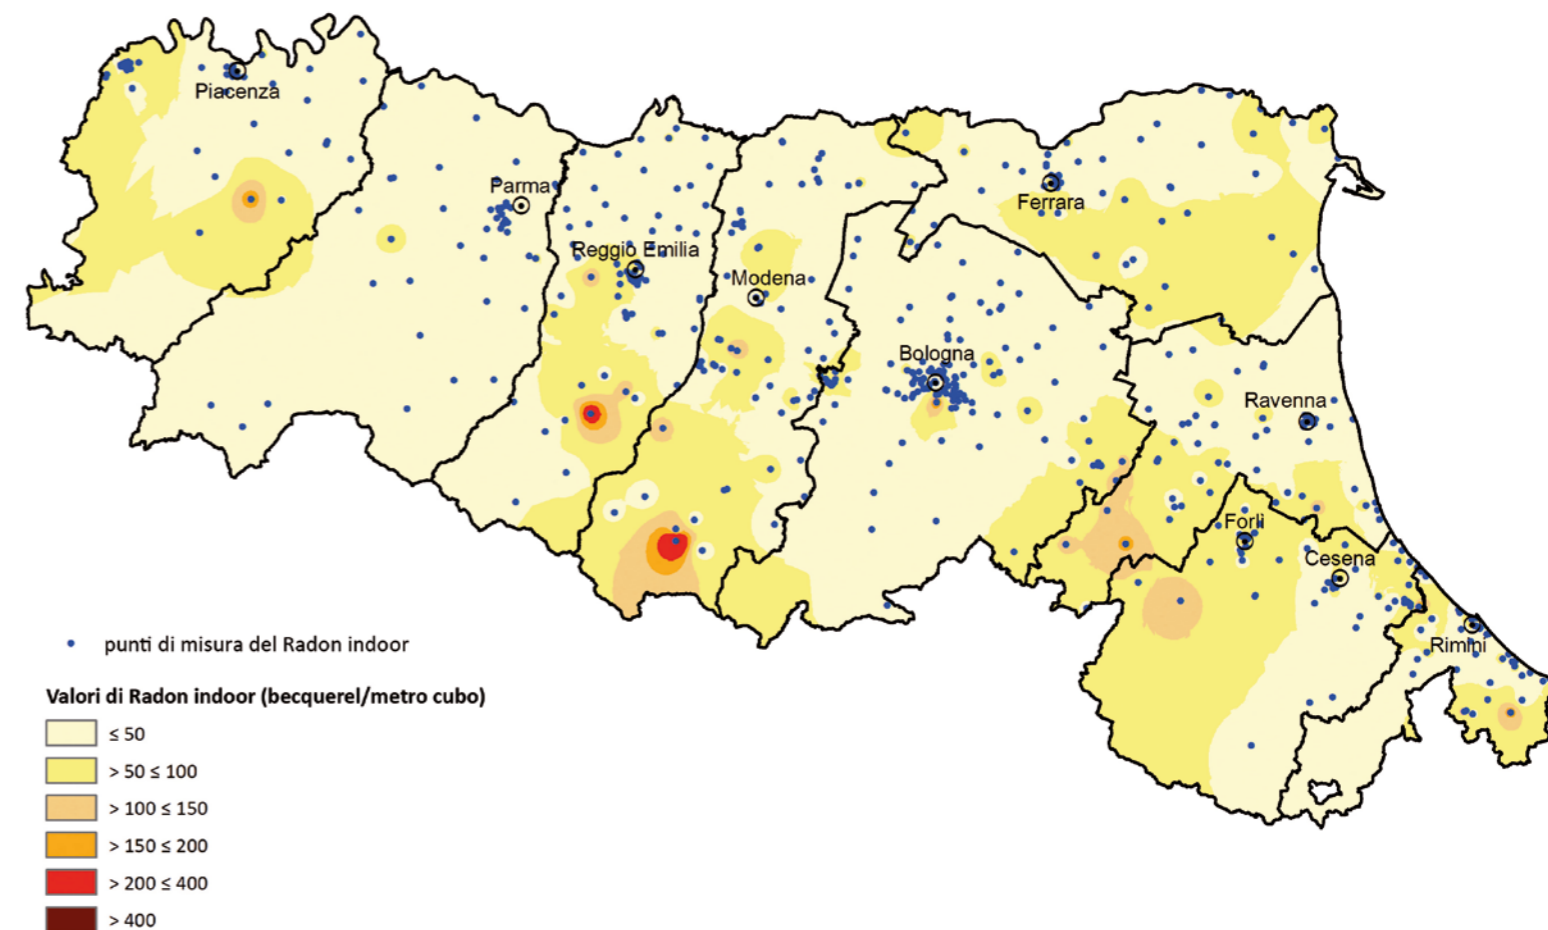 Piacenza
Parma
Ferrara
Reggio Emilia
Modena
Bologna
Ravenna
Forlì
Cesena
Rimini
punti di misura del Radon indoor
Valori di Radon indoor (becquerel/metro cubo)
≤ 50
> 50 ≤ 100
> 100 ≤ 150
> 150 ≤ 200
> 200 ≤ 400
> 400